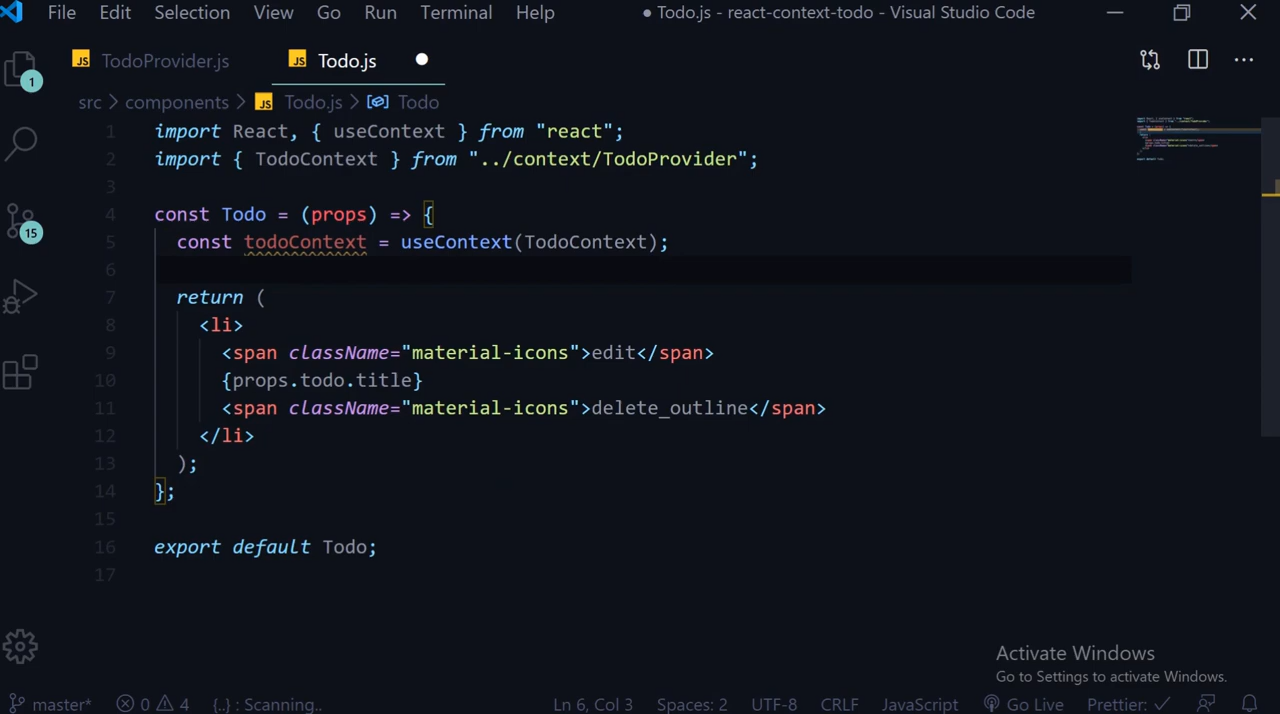 File Edit Selection View Go Run Terminal Help ● Todo.js - react-context-todo - Visual Studio Code
JS TodoProvider.js JS Todo.js
src > components > JS Todo.js > Todo
1 import React, { useContext } from "react";
2 import { TodoContext } from "../context/TodoProvider";
3
4 const Todo = (props) => {
5 const todoContext = useContext(TodoContext);
6
7 return (
8 <li>
9 <span className="material-icons">edit</span>
10 {props.todo.title}
11 <span className="material-icons">delete_outline</span>
12 </li>
13 );
14 };
15
16 export default Todo;
17
1
15
Activate Windows
Go to Settings to activate Windows.
master* 0 4 {..} : Scanning.. Ln 6, Col 3 Spaces: 2 UTF-8 CRLF JavaScript Go Live Prettier: ✓